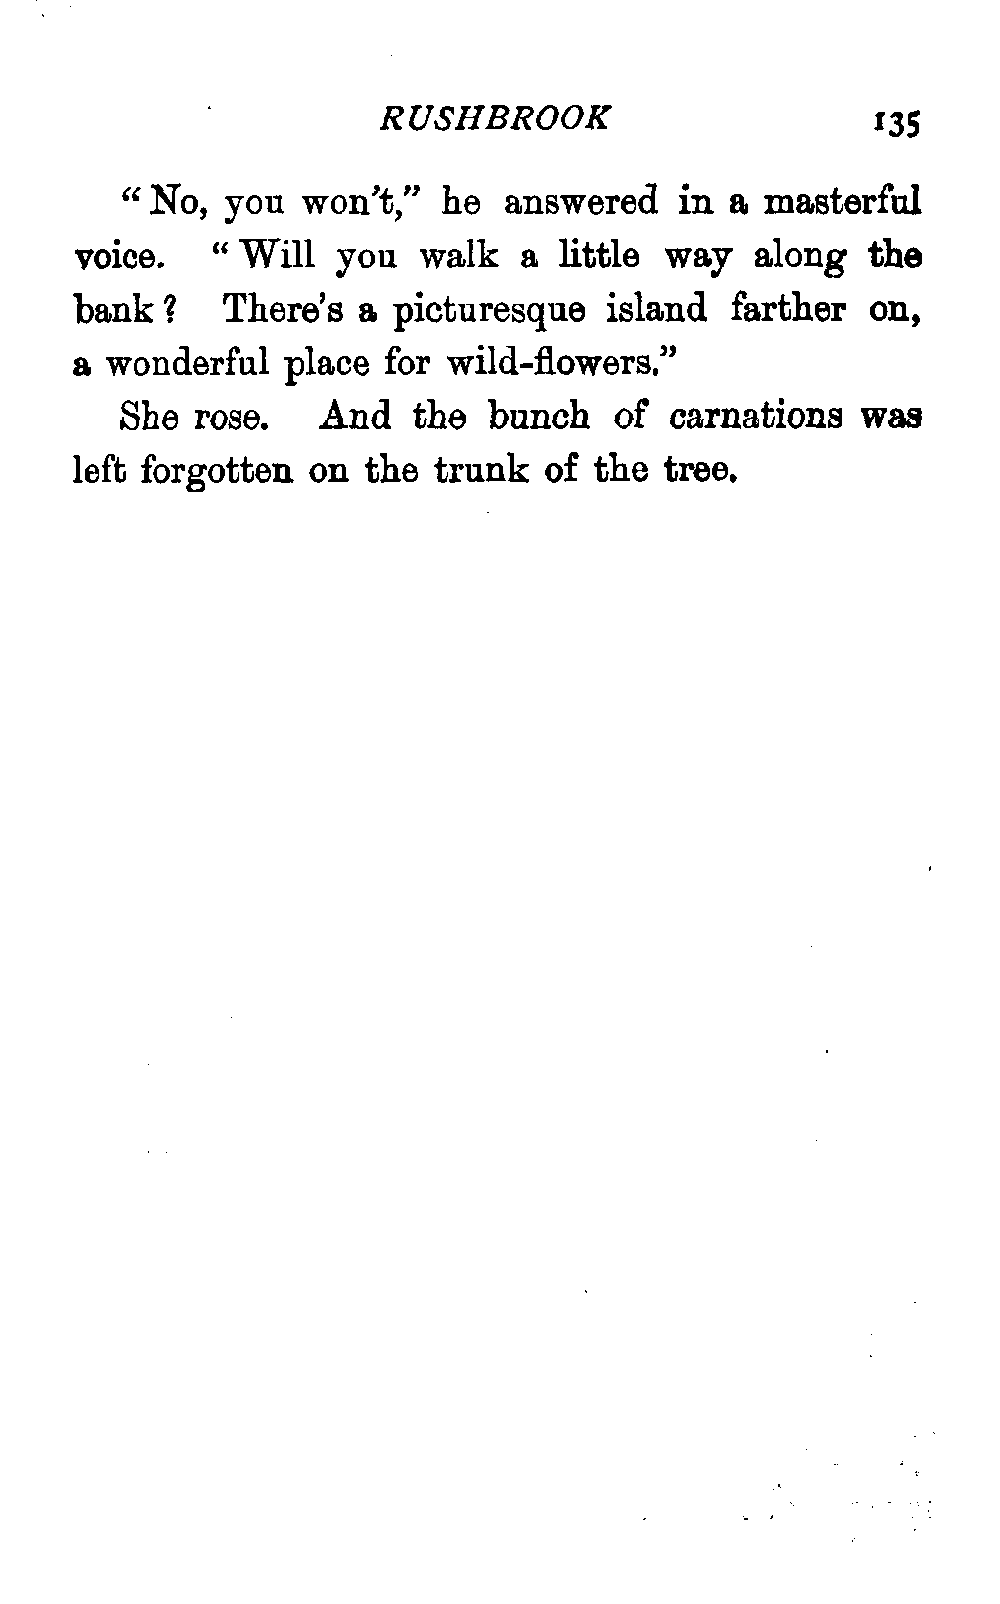 RUSHBROOK 135
“No, you won’t,” he answered in a masterful
voice. “Will you walk a little way along the
bank? There’s a picturesque island farther on,
a wonderful place for wild-flowers.”
She rose. And the bunch of carnations was
left forgotten on the trunk of the tree.